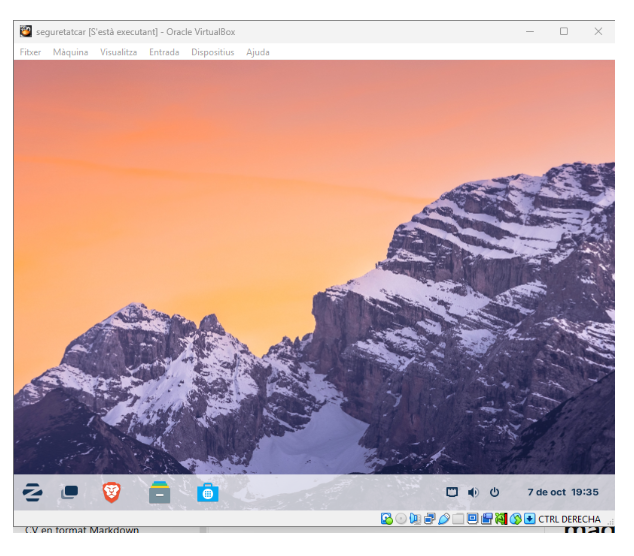 seguretatcar [S'està executant] - Oracle VirtualBox
Fitxer Màquina Visualitza Entrada Dispositius Ajuda
7 de oct 19:35
CTRL DERECHA
CV en format Markdown